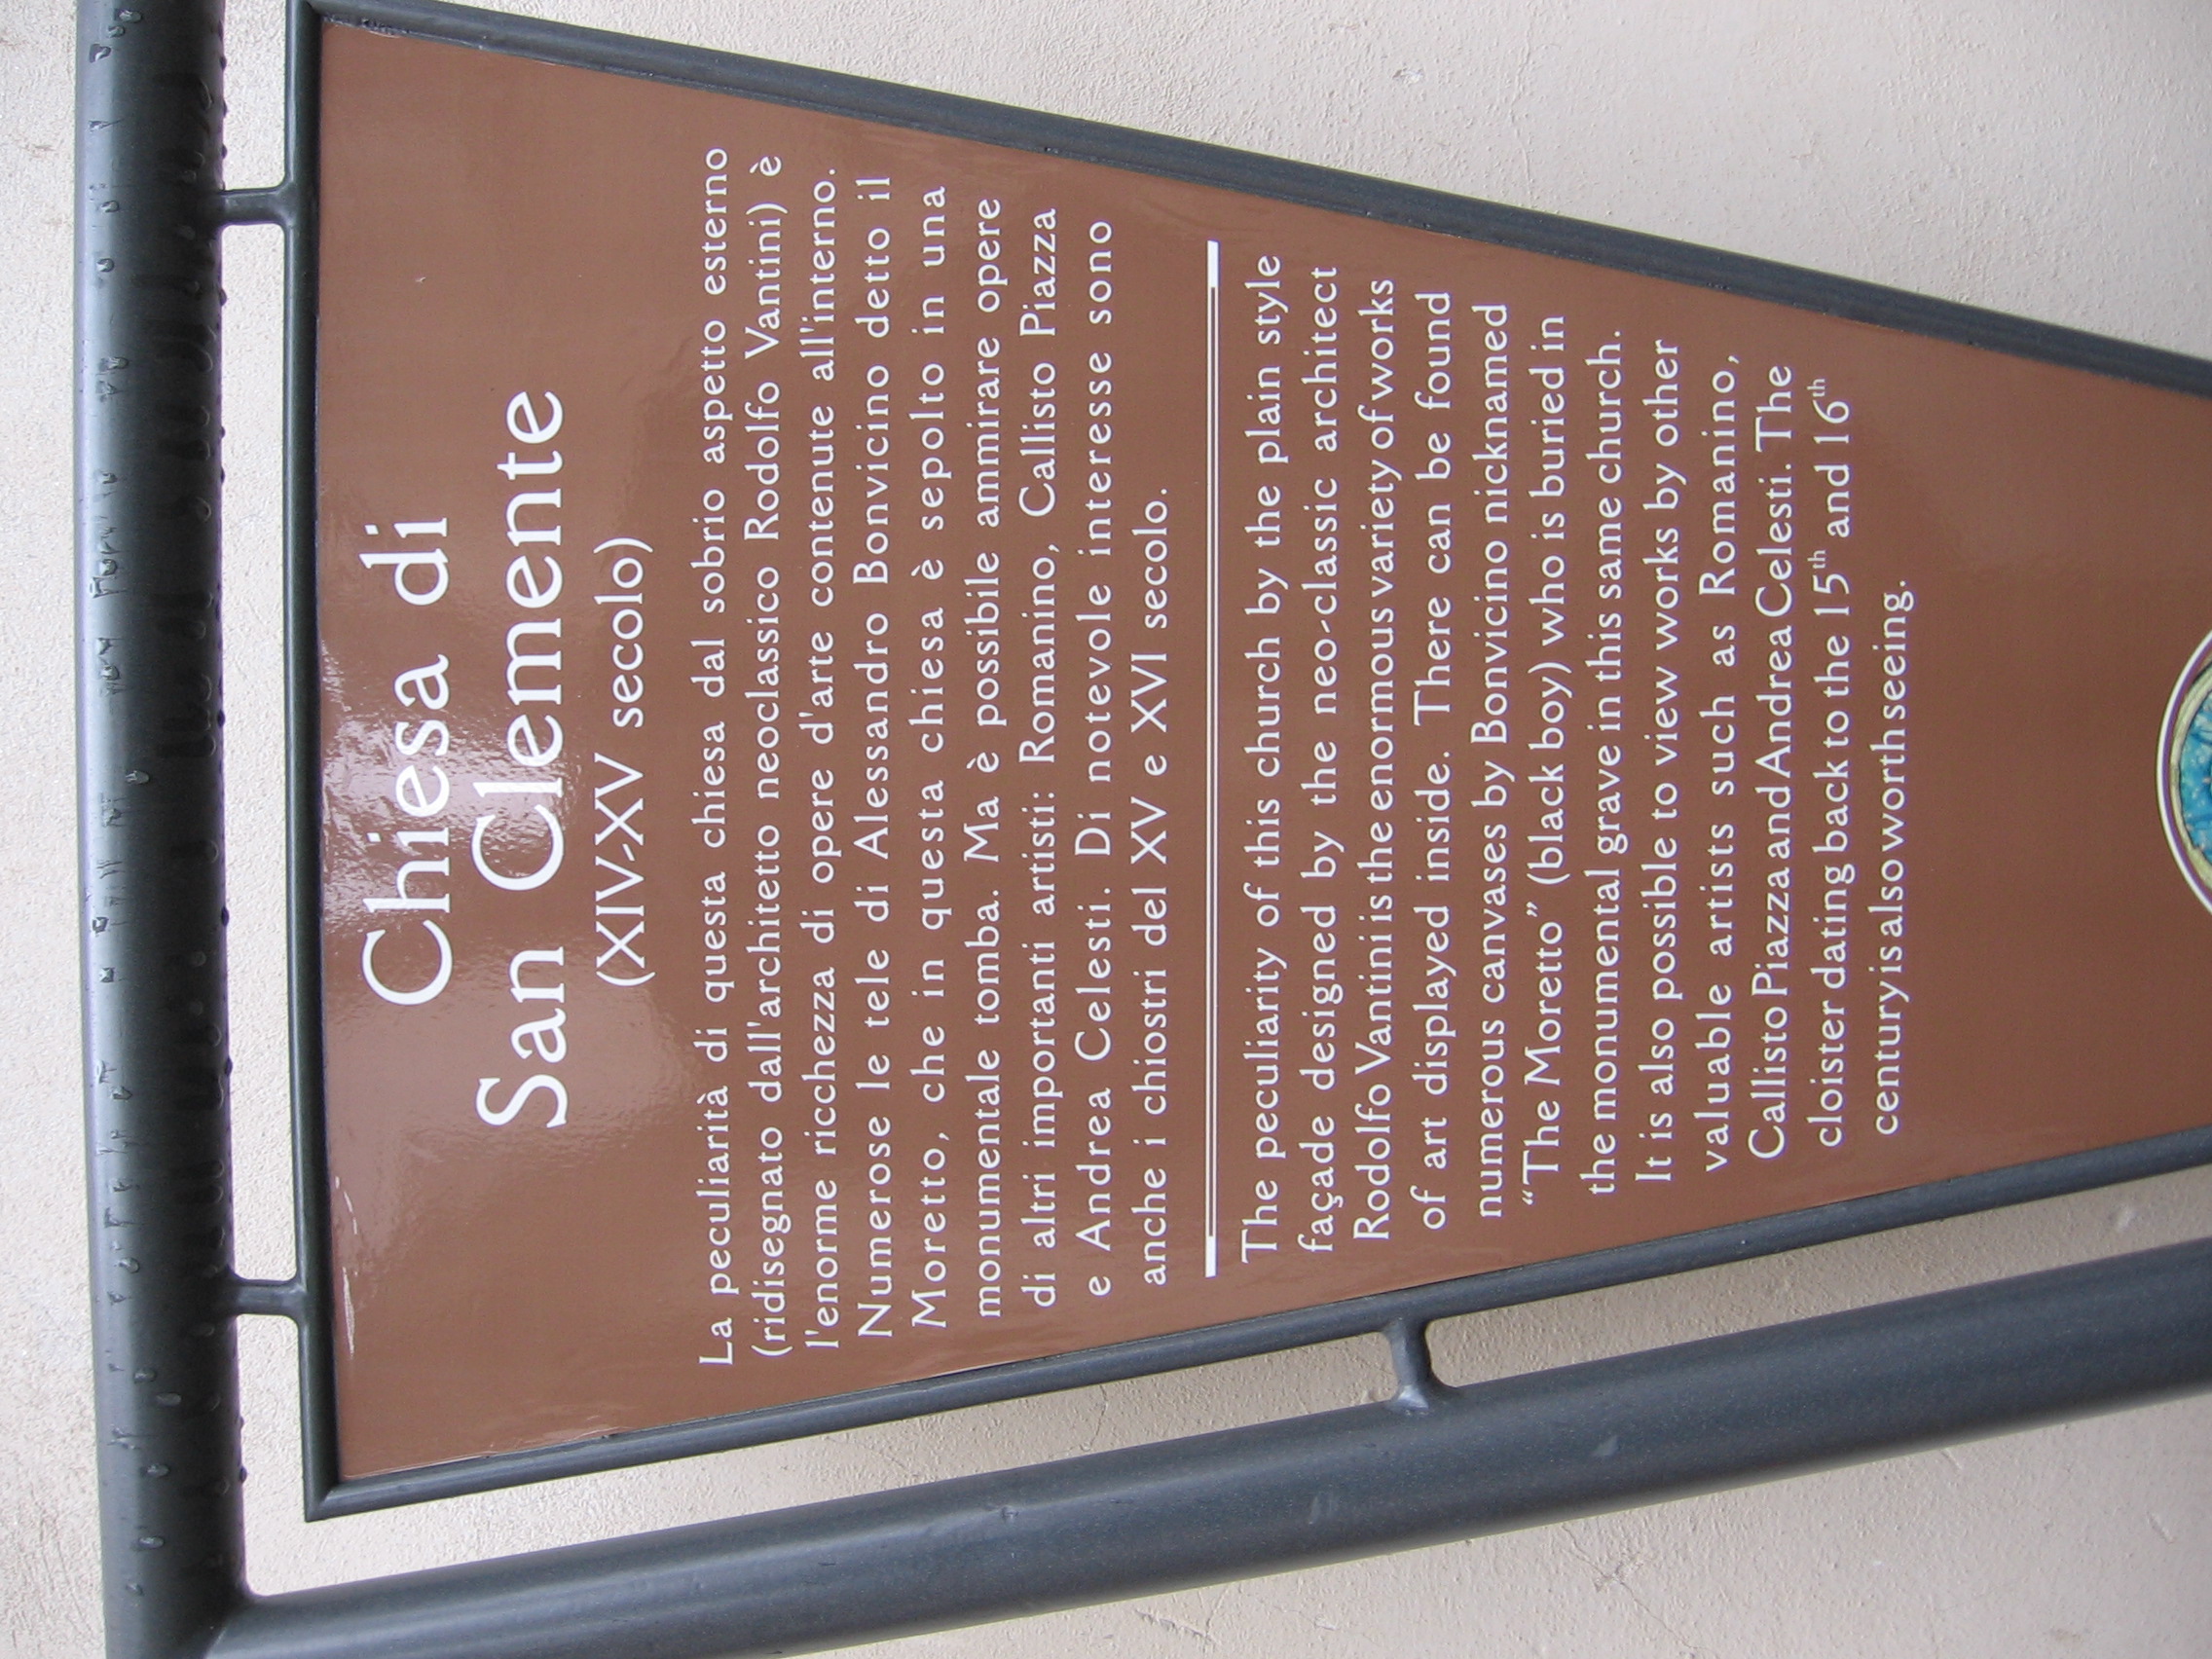 Chiesa di
San Clemente
(XIV-XV secolo)
La peculiarità di questa chiesa dal sobrio aspetto esterno
(ridisegnato dall'architetto neoclassico Rodolfo Vantini) è
l'enorme ricchezza di opere d'arte contenute all'interno.
Numerose le tele di Alessandro Bonvicino detto il
Moretto, che in questa chiesa è sepolto in una
monumentale tomba. Ma è possibile ammirare opere
di altri importanti artisti: Romanino, Callisto Piazza
e Andrea Celesti. Di notevole interesse sono
anche i chiostri del XV e XVI secolo.
The peculiarity of this church by the plain style
façade designed by the neo-classic architect
Rodolfo Vantini is the enormous variety of works
of art displayed inside. There can be found
numerous canvases by Bonvicino nicknamed
“The Moretto” (black boy) who is buried in
the monumental grave in this same church.
It is also possible to view works by other
valuable artists such as Romanino,
Callisto Piazza and Andrea Celesti. The
cloister dating back to the 15th and 16th
century is also worth seeing.